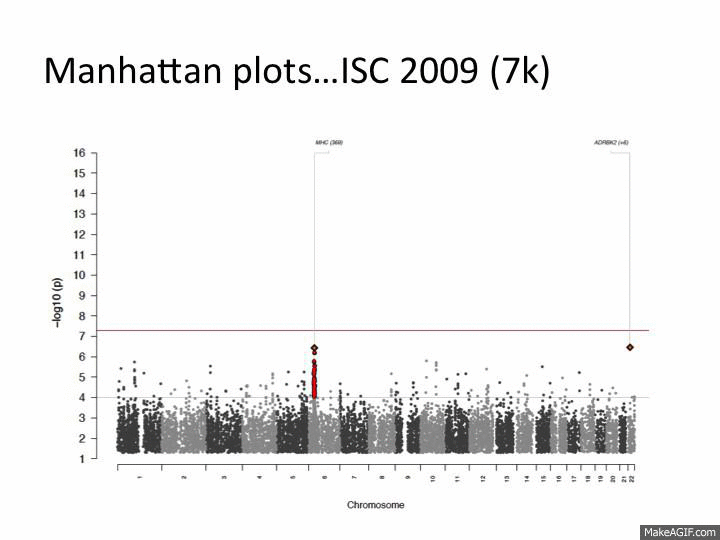 Manhattan plots…ISC 2009 (7k)
MHC (369)
ADRBK2 (+6)
16
15
14
13
12
11
10
9
8
7
6
5
4
3
2
1
−log10 (p)
1 2 3 4 5 6 7 8 9 10 11 12 13 14 15 16 17 18 19 20 21 22
Chromosome
MakeAGIF.com